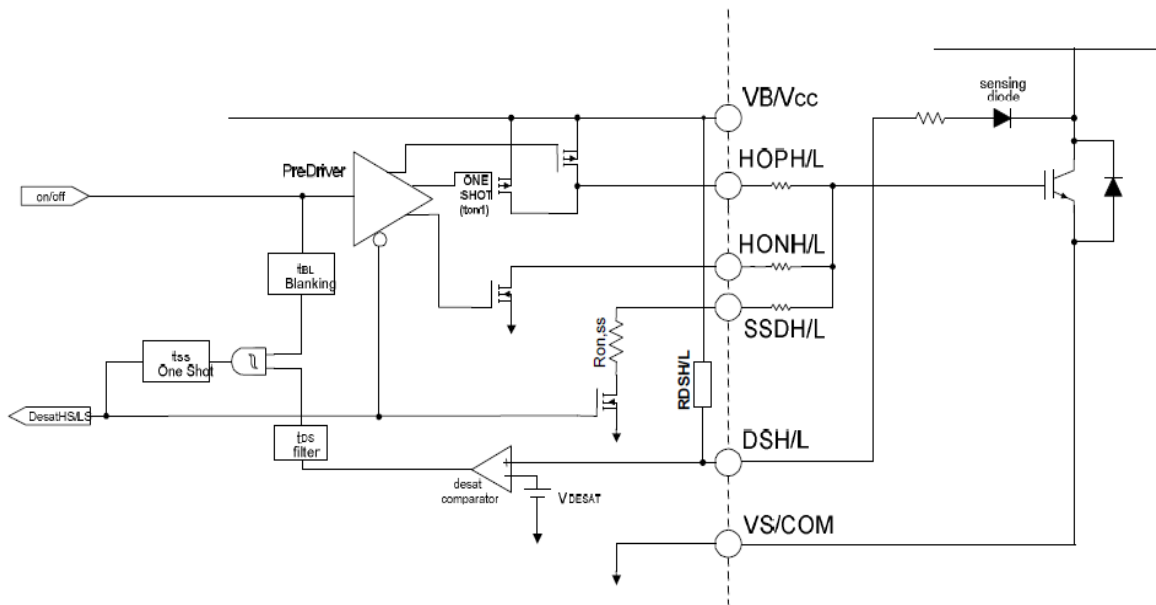 sensing
diode
VB/Vcc
HOPH/L
PreDriver
ONE
SHOT
(ton1)
on/off
HONH/L
tBL
Blanking
SSDH/L
Ron,ss
tss
One Shot
RDSH/L
DesatHS/LS
DSH/L
tDS
filter
desat
comparator
VDESAT
VS/COM